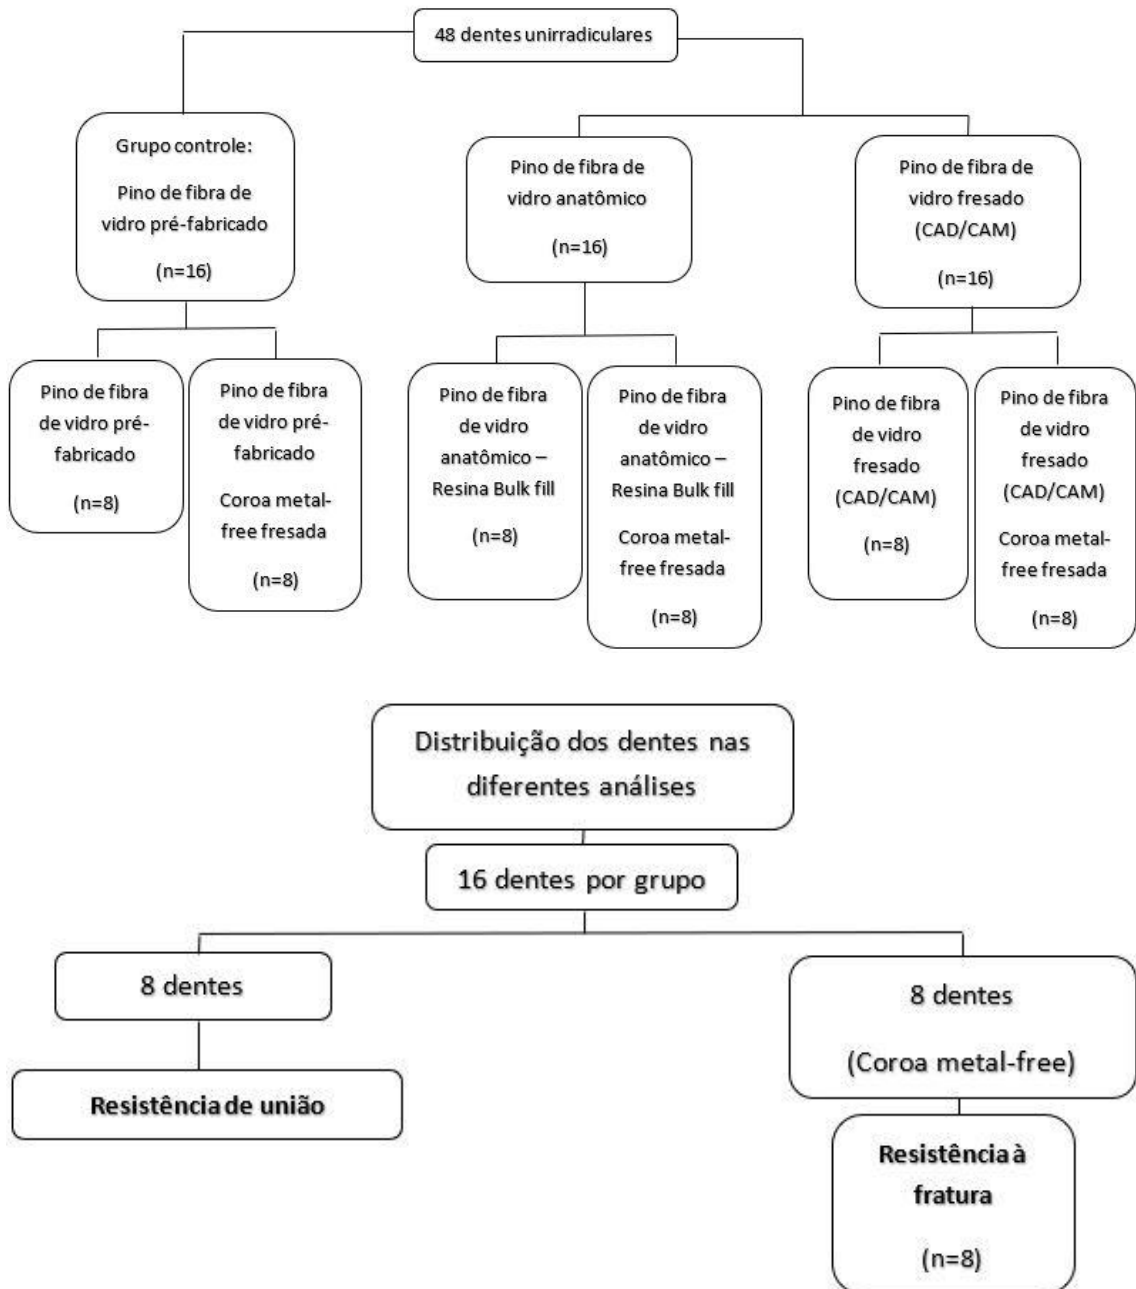 48 dentes unirradiculares
Grupo controle:
Pino de fibra de
vidro pré-fabricado
(n=16)
Pino de fibra de
vidro anatômico
(n=16)
Pino de fibra de
vidro fresado
(CAD/CAM)
(n=16)
Pino de fibra
de vidro pré-
fabricado
(n=8)
Pino de fibra
de vidro pré-
fabricado
Coroa metal-
free fresada
(n=8)
Pino de fibra
de vidro
anatômico –
Resina Bulk fill
(n=8)
Pino de fibra
de vidro
anatômico –
Resina Bulk fill
Coroa metal-
free fresada
(n=8)
Pino de fibra
de vidro
fresado
(CAD/CAM)
(n=8)
Pino de fibra
de vidro
fresado
(CAD/CAM)
Coroa metal-
free fresada
(n=8)
Distribuição dos dentes nas
diferentes análises
16 dentes por grupo
8 dentes
Resistência de união
8 dentes
(Coroa metal-free)
Resistência à
fratura
(n=8)